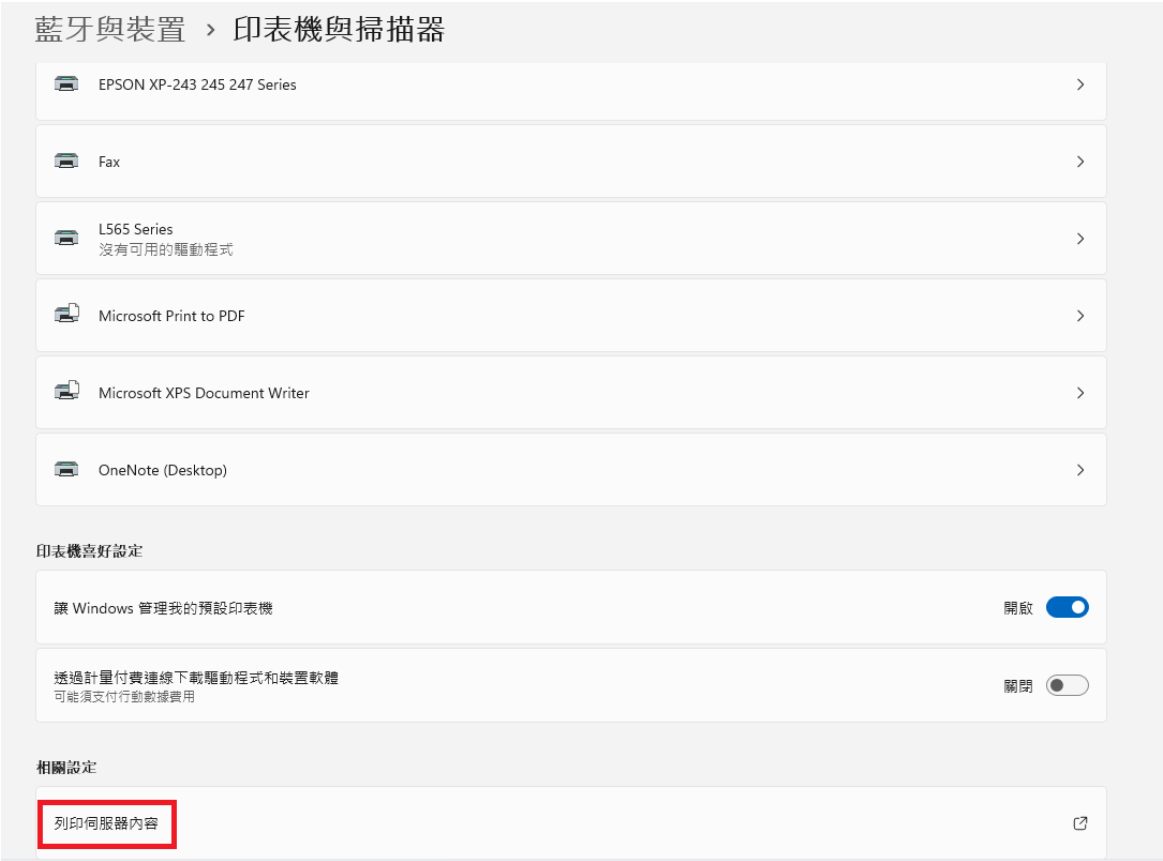 藍牙與裝置 › 印表機與掃描器
EPSON XP-243 245 247 Series
Fax
L565 Series
沒有可用的驅動程式
Microsoft Print to PDF
Microsoft XPS Document Writer
OneNote (Desktop)
印表機喜好設定
讓 Windows 管理我的預設印表機 開啟
透過計量付費連線下載驅動程式和裝置軟體
可能須支付行動數據費用
關閉
相關設定
列印伺服器內容